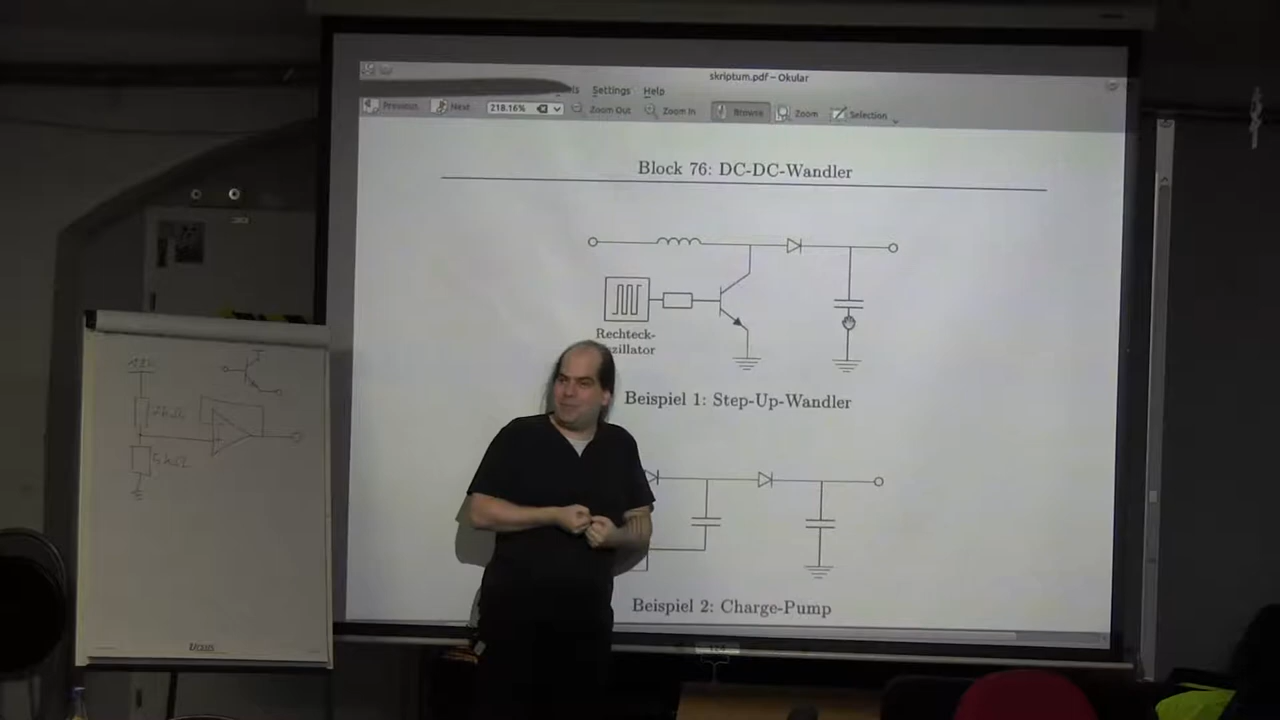 skriptum.pdf – Okular
Settings Help
Previous Next 218.16% Zoom Out Zoom In Browse Zoom Selection
Block 76: DC-DC-Wandler
Rechteck-
Beispiel 1: Step-Up-Wandler
Beispiel 2: Charge-Pump